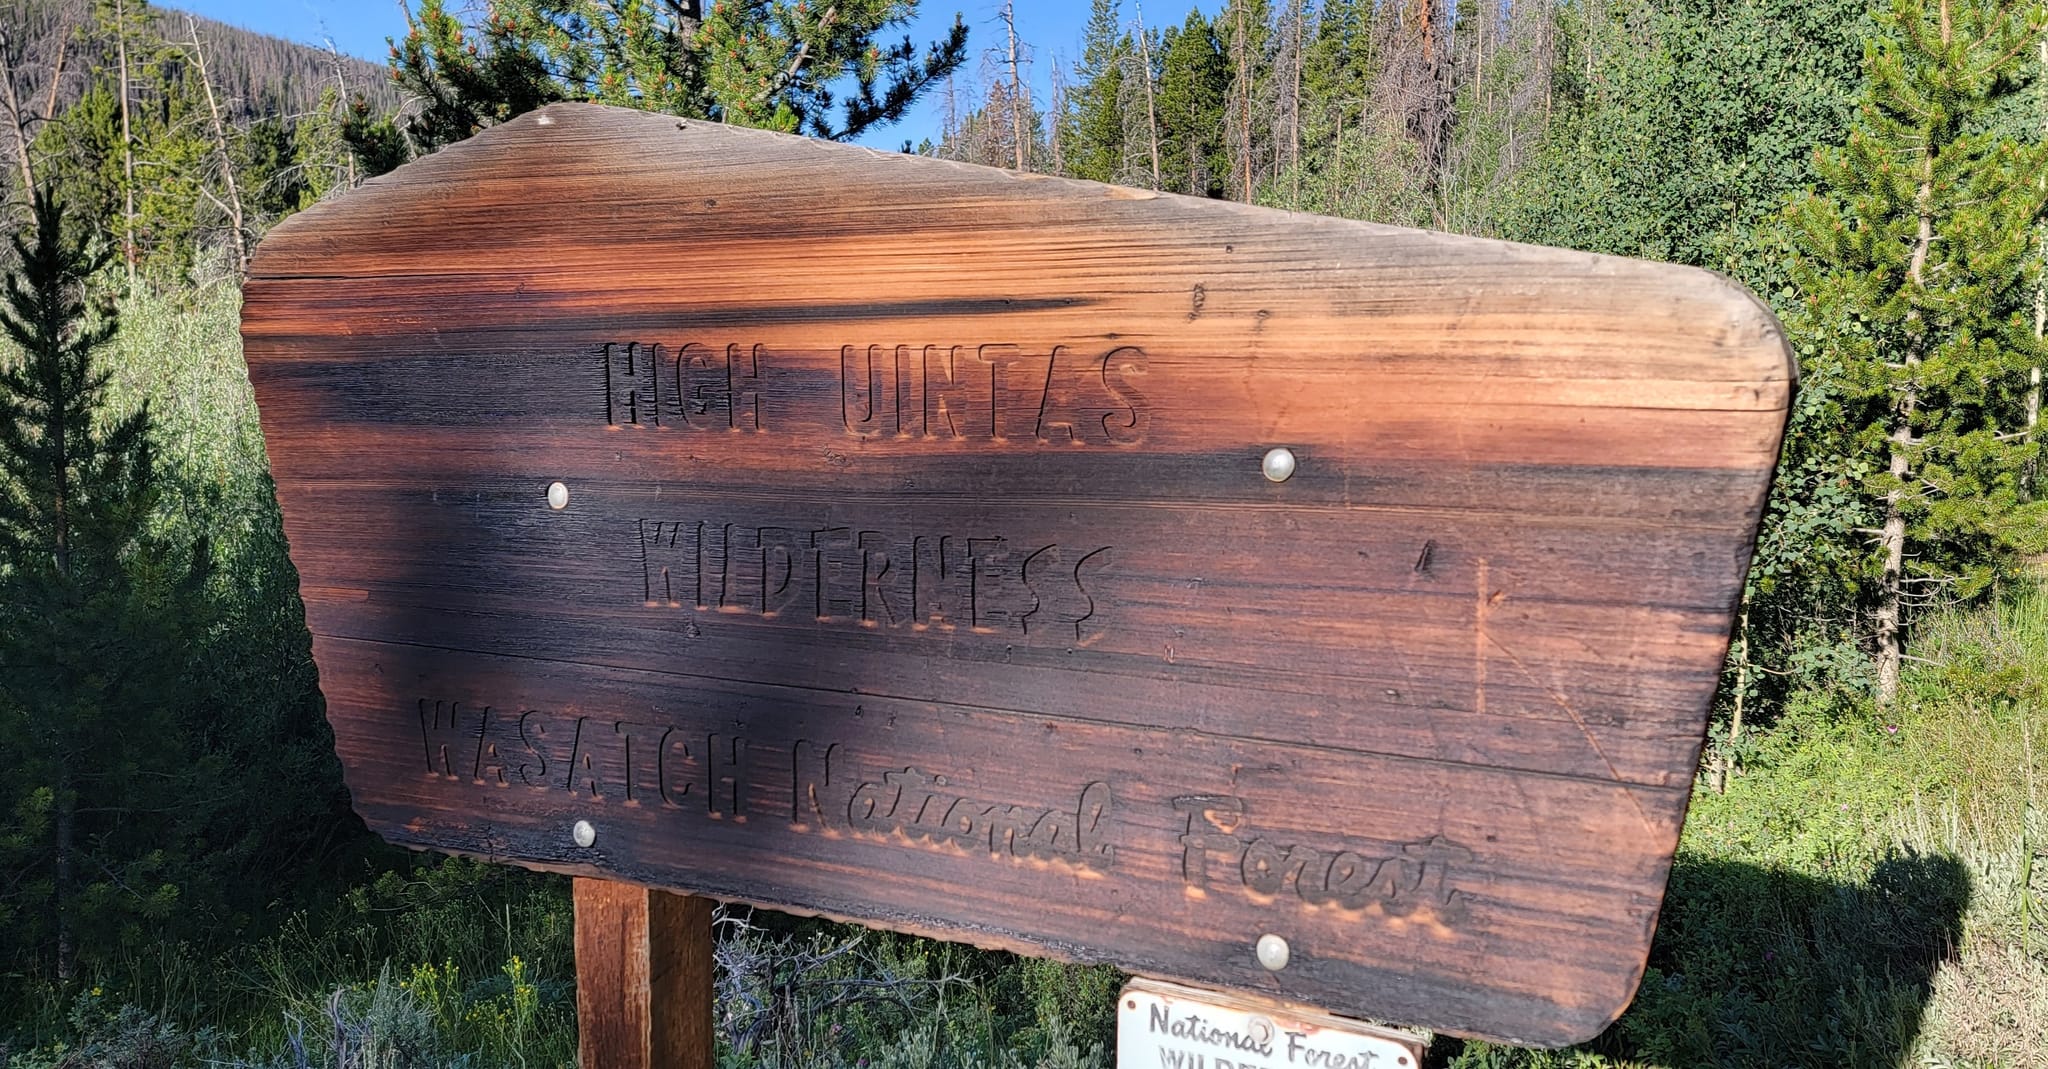 HIGH UINTAS
WILDERNESS
WASATCH National Forest
National Forest